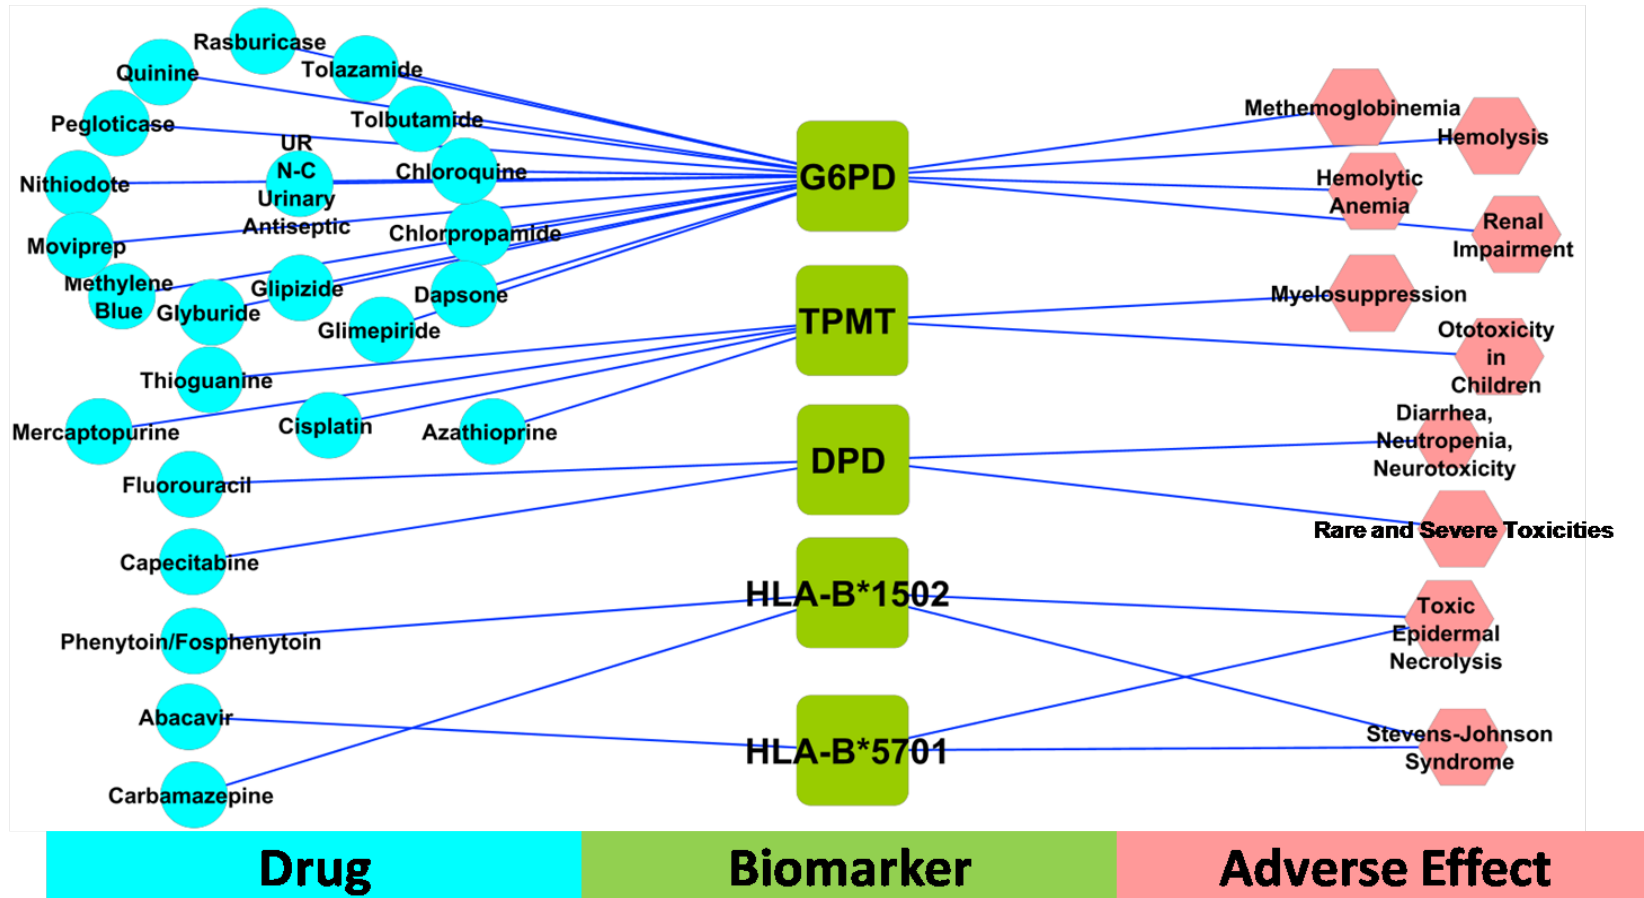 Rasburicase
Tolazamide
Quinine
Tolbutamide
Pegloticase
UR
N-C
Urinary
Antiseptic
Chloroquine
Nithiodote
Chlorpropamide
Moviprep
Methylene
Blue
Glipizide
Dapsone
Glyburide
Glimepiride
Thioguanine
Mercaptopurine
Cisplatin
Azathioprine
Fluorouracil
Capecitabine
Phenytoin/Fosphenytoin
Abacavir
Carbamazepine
G6PD
TPMT
DPD
HLA-B*1502
HLA-B*5701
Methemoglobinemia
Hemolysis
Hemolytic
Anemia
Renal
Impairment
Myelosuppression
Ototoxicity
in
Children
Diarrhea,
Neutropenia,
Neurotoxicity
Rare and Severe Toxicities
Toxic
Epidermal
Necrolysis
Stevens-Johnson
Syndrome
Drug
Biomarker
Adverse Effect